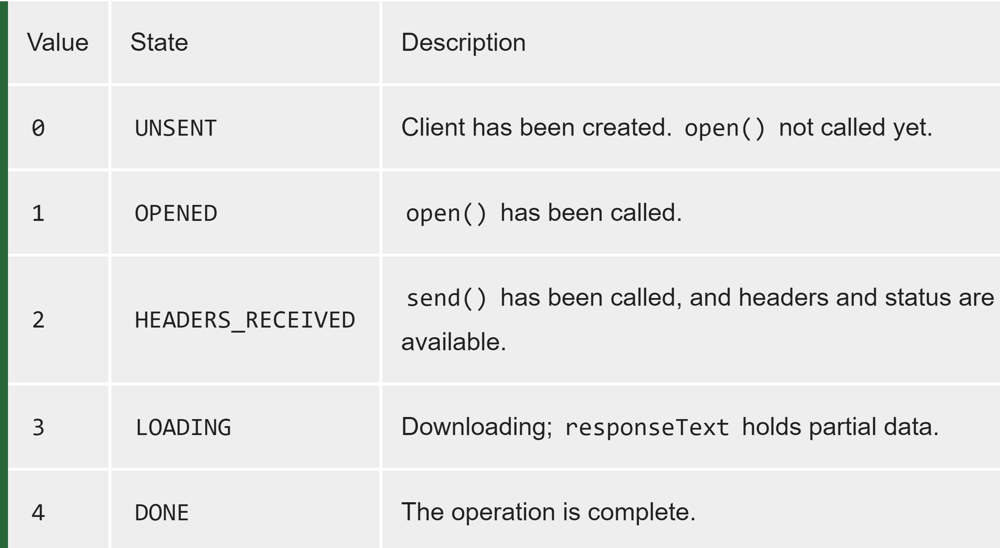 Value State Description
0 UNSENT Client has been created. open() not called yet.
1 OPENED open() has been called.
2 HEADERS_RECEIVED send() has been called, and headers and status are
available.
3 LOADING Downloading; responseText holds partial data.
4 DONE The operation is complete.